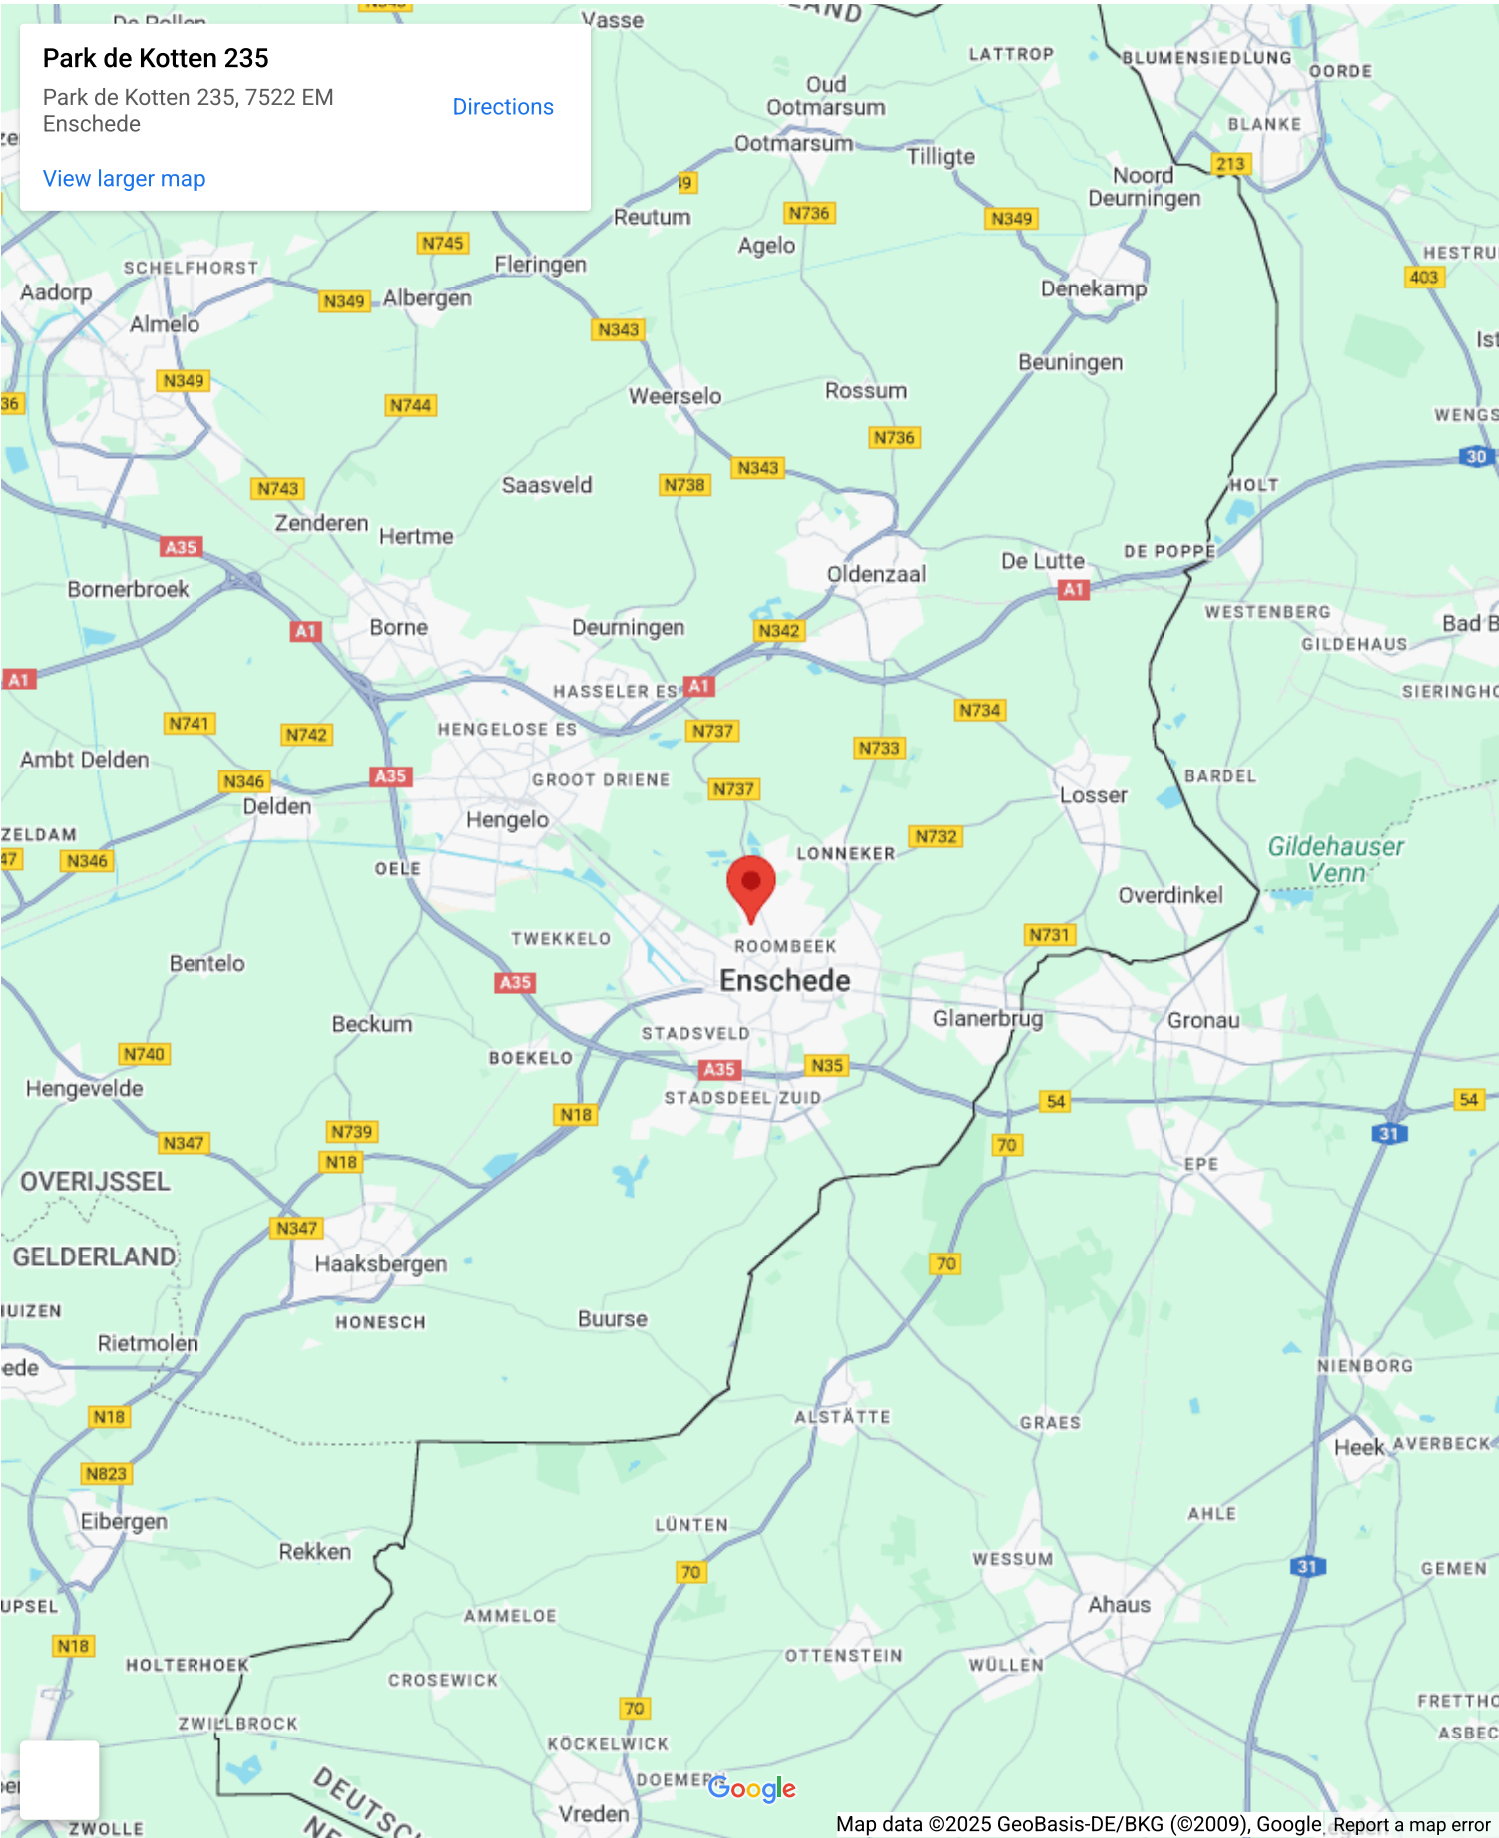 Park de Kotten 235
Park de Kotten 235, 7522 EM
Enschede
Directions
View larger map
Vasse
LATTROP
BLUMENSIEDLUNG
OORDE
Oud
Ootmarsum
BLANKE
Ootmarsum
Tilligte
213
Noord
Deurningen
Reutum
N736
N349
N745
Agelo
Fleringen
SCHELFHORST
403
Aadorp
N349
Albergen
Denekamp
Almelo
N343
Beuningen
N349
Weerselo
Rossum
36
N744
N736
30
N343
N743
Saasveld
N738
HOLT
Zenderen
Hertme
A35
DE POPPE
De Lutte
Oldenzaal
A1
Bornerbroek
WESTENBERG
A1
Borne
Deurningen
N342
GILDEHAUS
A1
HASSELER ES
A1
N734
N741
N742
HENGELOSE ES
N737
N733
Ambt Delden
A35
GROOT DRIENE
BARDEL
N346
N737
Losser
Delden
Hengelo
N732
47
N346
LONNEKER
Gildehauser
Venn
OELE
Overdinkel
TWEKKELO
ROOMBEEK
N731
Bentelo
Enschede
A35
Beckum
STADSVELD
Glanerbrug
Gronau
N740
BOEKELO
A35
N35
Hengevelde
STADSDEEL ZUID
54
54
N18
31
N347
N739
70
N18
EPE
OVERIJSSEL
N347
GELDERLAND
Haaksbergen
70
HONESCH
Buurse
Rietmolen
NIENBORG
N18
ALSTÄTTE
GRAES
Heek
AVERBECK
N823
Eibergen
LÜNTEN
AHLE
Rekken
WESSUM
70
31
GEMEN
AMMELOE
Ahaus
N18
HOLTERHOEK
OTTENSTEIN
WÜLLEN
CROSEWICK
70
ZWILLBROCK
KÖCKELWICK
Google
Vreden
ZWOLLE
Map data ©2025 GeoBasis-DE/BKG (©2009), Google
Report a map error